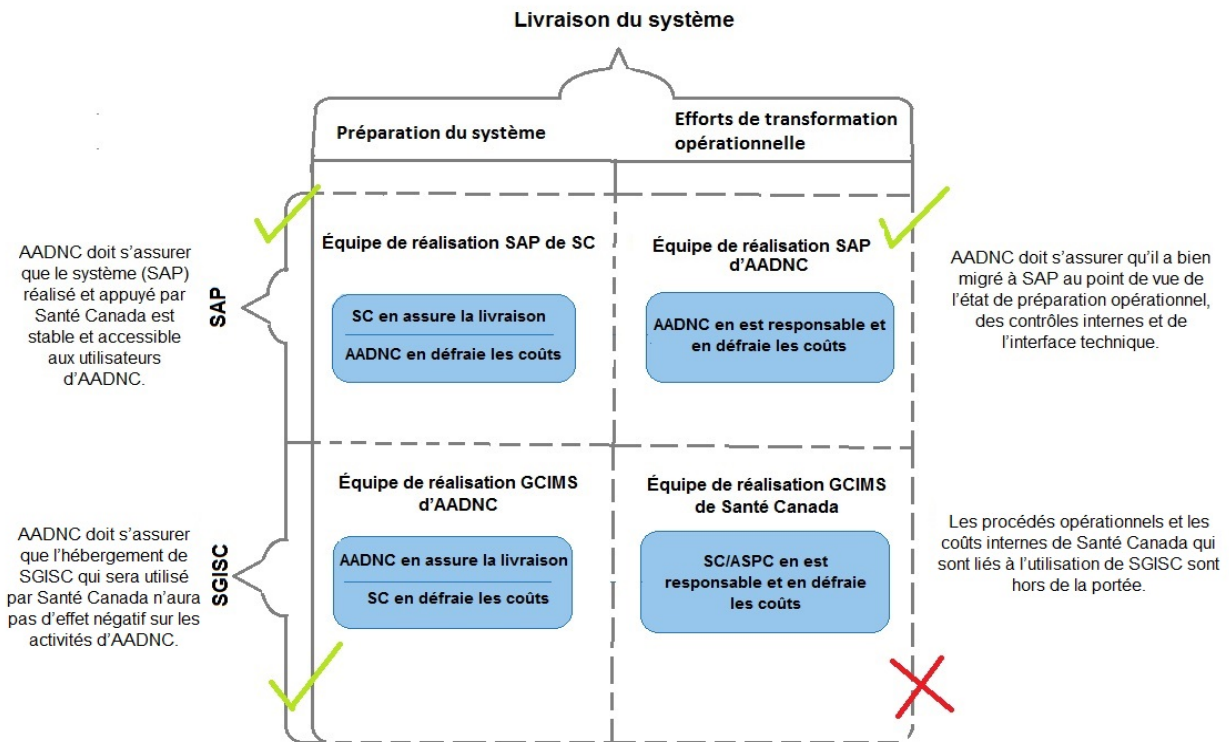 Livraison du système
Préparation du système
Efforts de transformation
opérationnelle
AADNC doit s'assurer
que le système (SAP)
réalisé et appuyé par
Santé Canada est
stable et accessible
aux utilisateurs
d'AADNC.
SAP
Équipe de réalisation SAP de SC
SC en assure la livraison
AADNC en défraie les coûts
Équipe de réalisation SAP
d'AADNC
AADNC en est responsable et
en défraie les coûts
AADNC doit s'assurer qu'il a bien
migré à SAP au point de vue de
l'état de préparation opérationnel,
des contrôles internes et de
l'interface technique.
AADNC doit s'assurer
que l'hébergement de
SGISC qui sera utilisé
par Santé Canada n'aura
pas d'effet négatif sur les
activités d'AADNC.
SGISC
Équipe de réalisation GCIMS
d'AADNC
AADNC en assure la livraison
SC en défraie les coûts
Équipe de réalisation GCIMS
de Santé Canada
SC/ASPC en est
responsable et en défraie
les coûts
Les procédés opérationnels et les
coûts internes de Santé Canada qui
sont liés à l'utilisation de SGISC sont
hors de la portée.